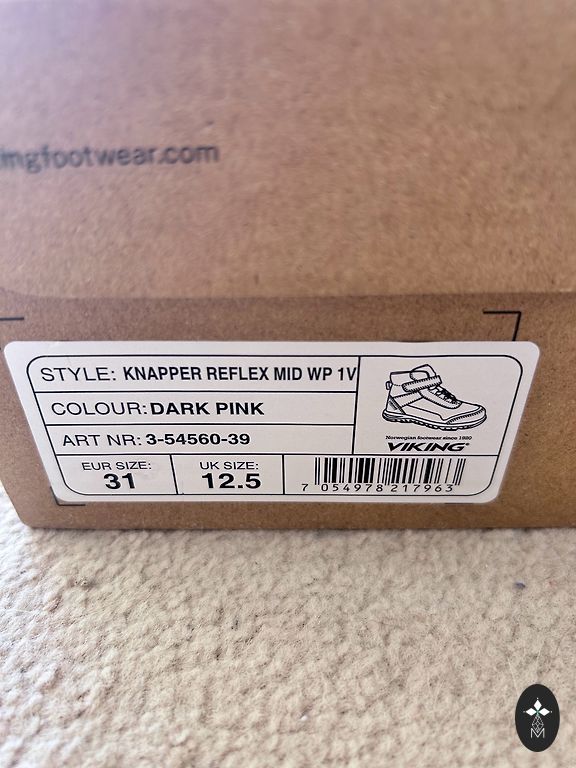 ingfootwear.com
STYLE: KNAPPER REFLEX MID WP 1V
COLOUR: DARK PINK
ART NR: 3-54560-39
EUR SIZE: 31
UK SIZE: 12.5
Norwegian footwear since 1920
VIKING®
7 054978 217963
M